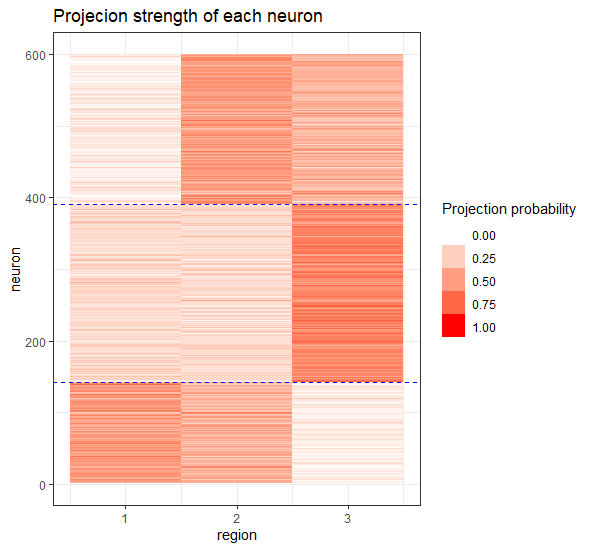 Projecion strength of each neuron
600
400
200
0
neuron
1 2 3
region
Projection probability
0.00
0.25
0.50
0.75
1.00